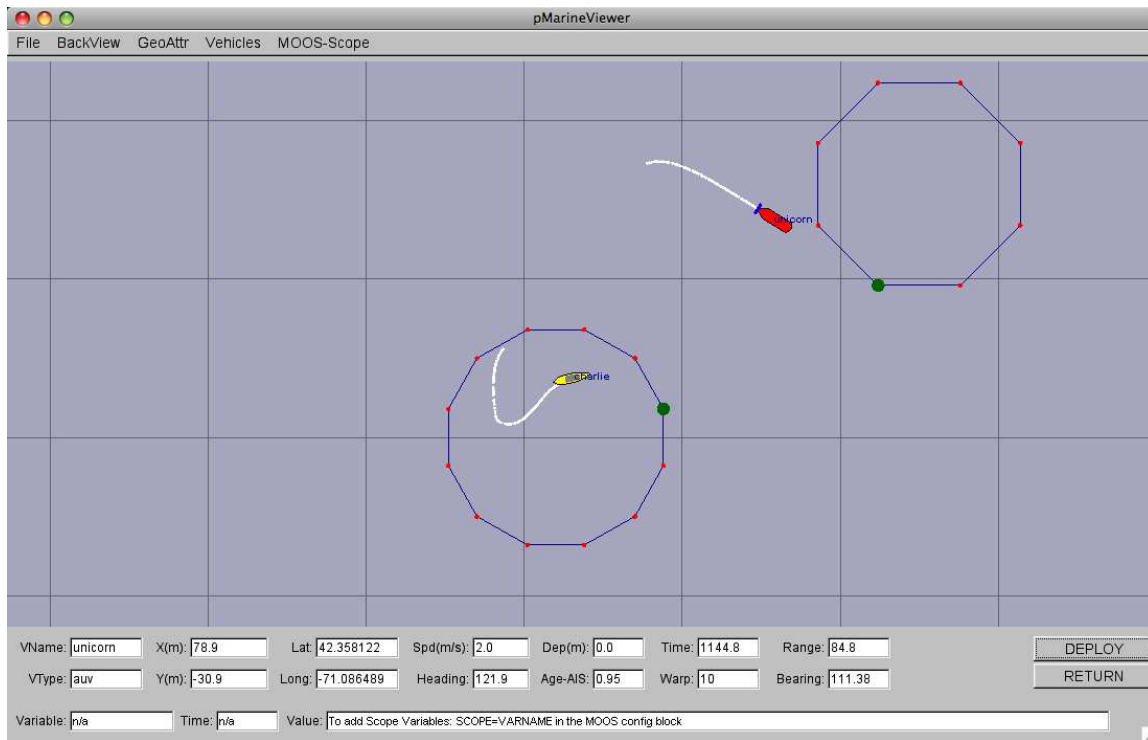 pMarineViewer
File BackView GeoAttr Vehicles MOOS-Scope
unicorn
charlie
VName: unicorn X(m): 78.9 Lat: 42.358122 Spd(m/s): 2.0 Dep(m): 0.0 Time: 1144.8 Range: 84.8 DEPLOY
VType: auv Y(m): -30.9 Long: -71.086489 Heading: 121.9 Age-AIS: 0.95 Warp: 10 Bearing: 111.38 RETURN
Variable: n/a Time: n/a Value: To add Scope Variables: SCOPE=VARNAME in the MOOS config block